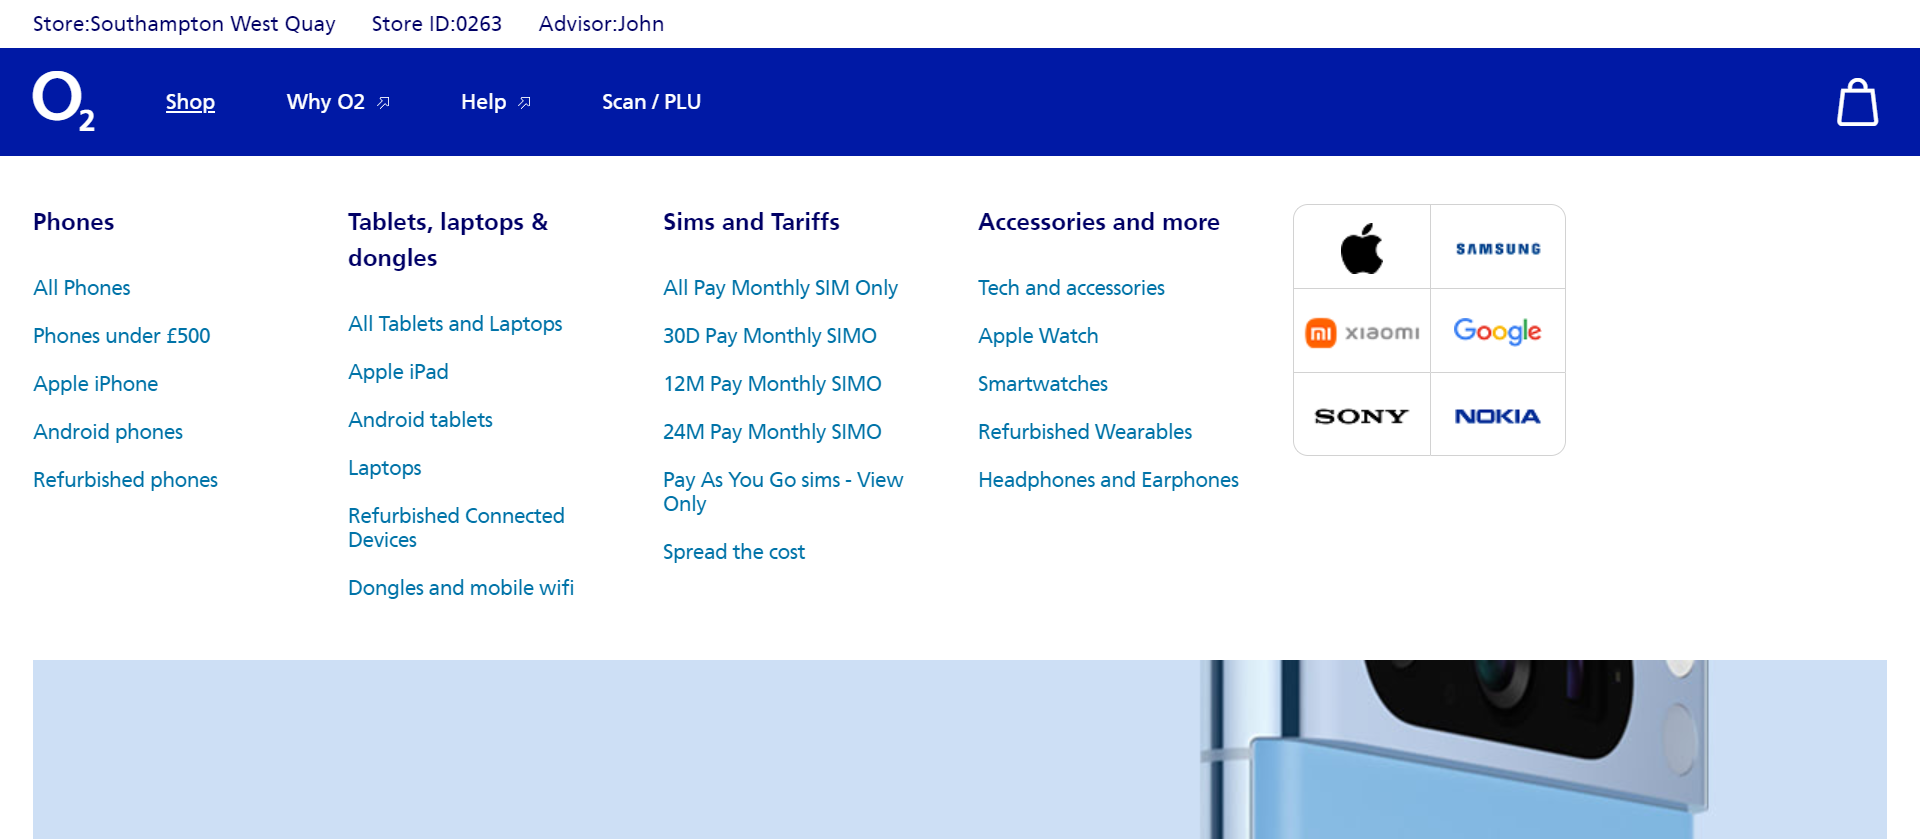 Store:Southampton West Quay Store ID:0263 Advisor:John
O2 Shop Why O2 Help Scan / PLU
Phones
All Phones
Phones under £500
Apple iPhone
Android phones
Refurbished phones
Tablets, laptops &
dongles
All Tablets and Laptops
Apple iPad
Android tablets
Laptops
Refurbished Connected
Devices
Dongles and mobile wifi
Sims and Tariffs
All Pay Monthly SIM Only
30D Pay Monthly SIMO
12M Pay Monthly SIMO
24M Pay Monthly SIMO
Pay As You Go sims - View
Only
Spread the cost
Accessories and more
Tech and accessories
Apple Watch
Smartwatches
Refurbished Wearables
Headphones and Earphones
SAMSUNG
mi xiaomi
Google
SONY
NOKIA